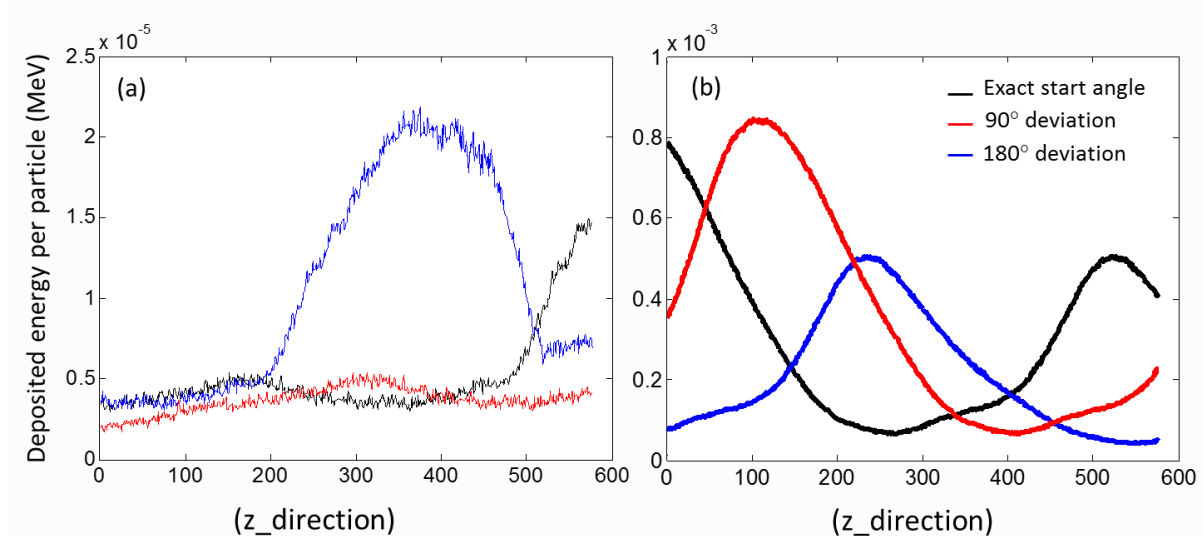 x 10⁻⁵
2.5
2
1.5
1
0.5
0
(a)
Deposited energy per particle (MeV)
0 100 200 300 400 500 600
(z_direction)
x 10⁻³
1
0.8
0.6
0.4
0.2
0
(b)
Exact start angle
90° deviation
180° deviation
0 100 200 300 400 500 600
(z_direction)